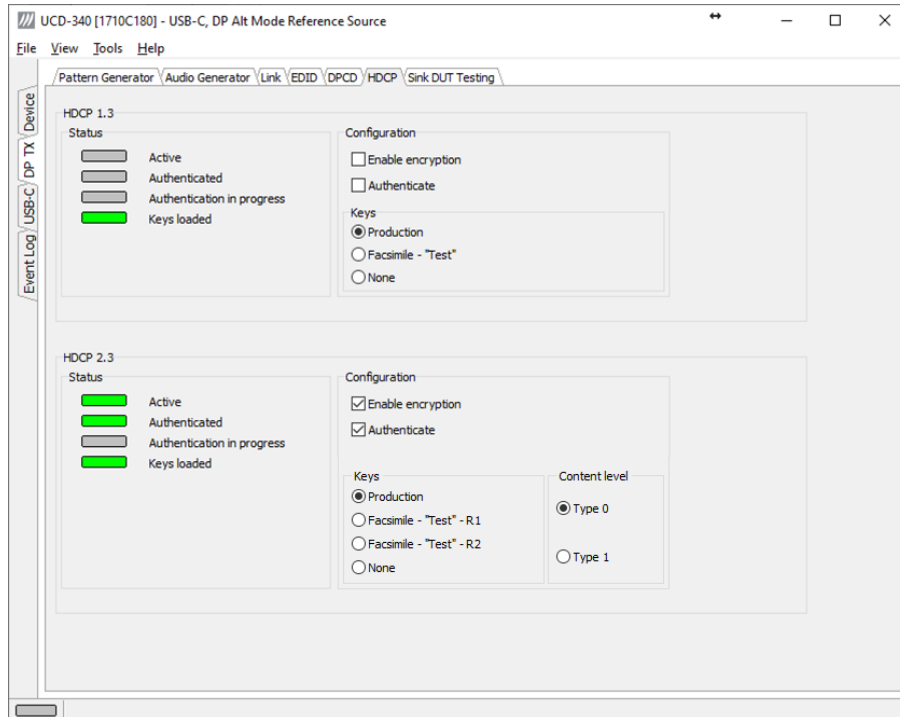 UCD-340 [1710C180] - USB-C, DP Alt Mode Reference Source
File View Tools Help
Pattern Generator Audio Generator Link EDID DPCD HDCP Sink DUT Testing
Device
DP TX
USB-C
Event Log
HDCP 1.3
Status
Active
Authenticated
Authentication in progress
Keys loaded
Configuration
Enable encryption
Authenticate
Keys
Production
Facsimile - "Test"
None
HDCP 2.3
Status
Active
Authenticated
Authentication in progress
Keys loaded
Configuration
Enable encryption
Authenticate
Keys
Production
Facsimile - "Test" - R1
Facsimile - "Test" - R2
None
Content level
Type 0
Type 1